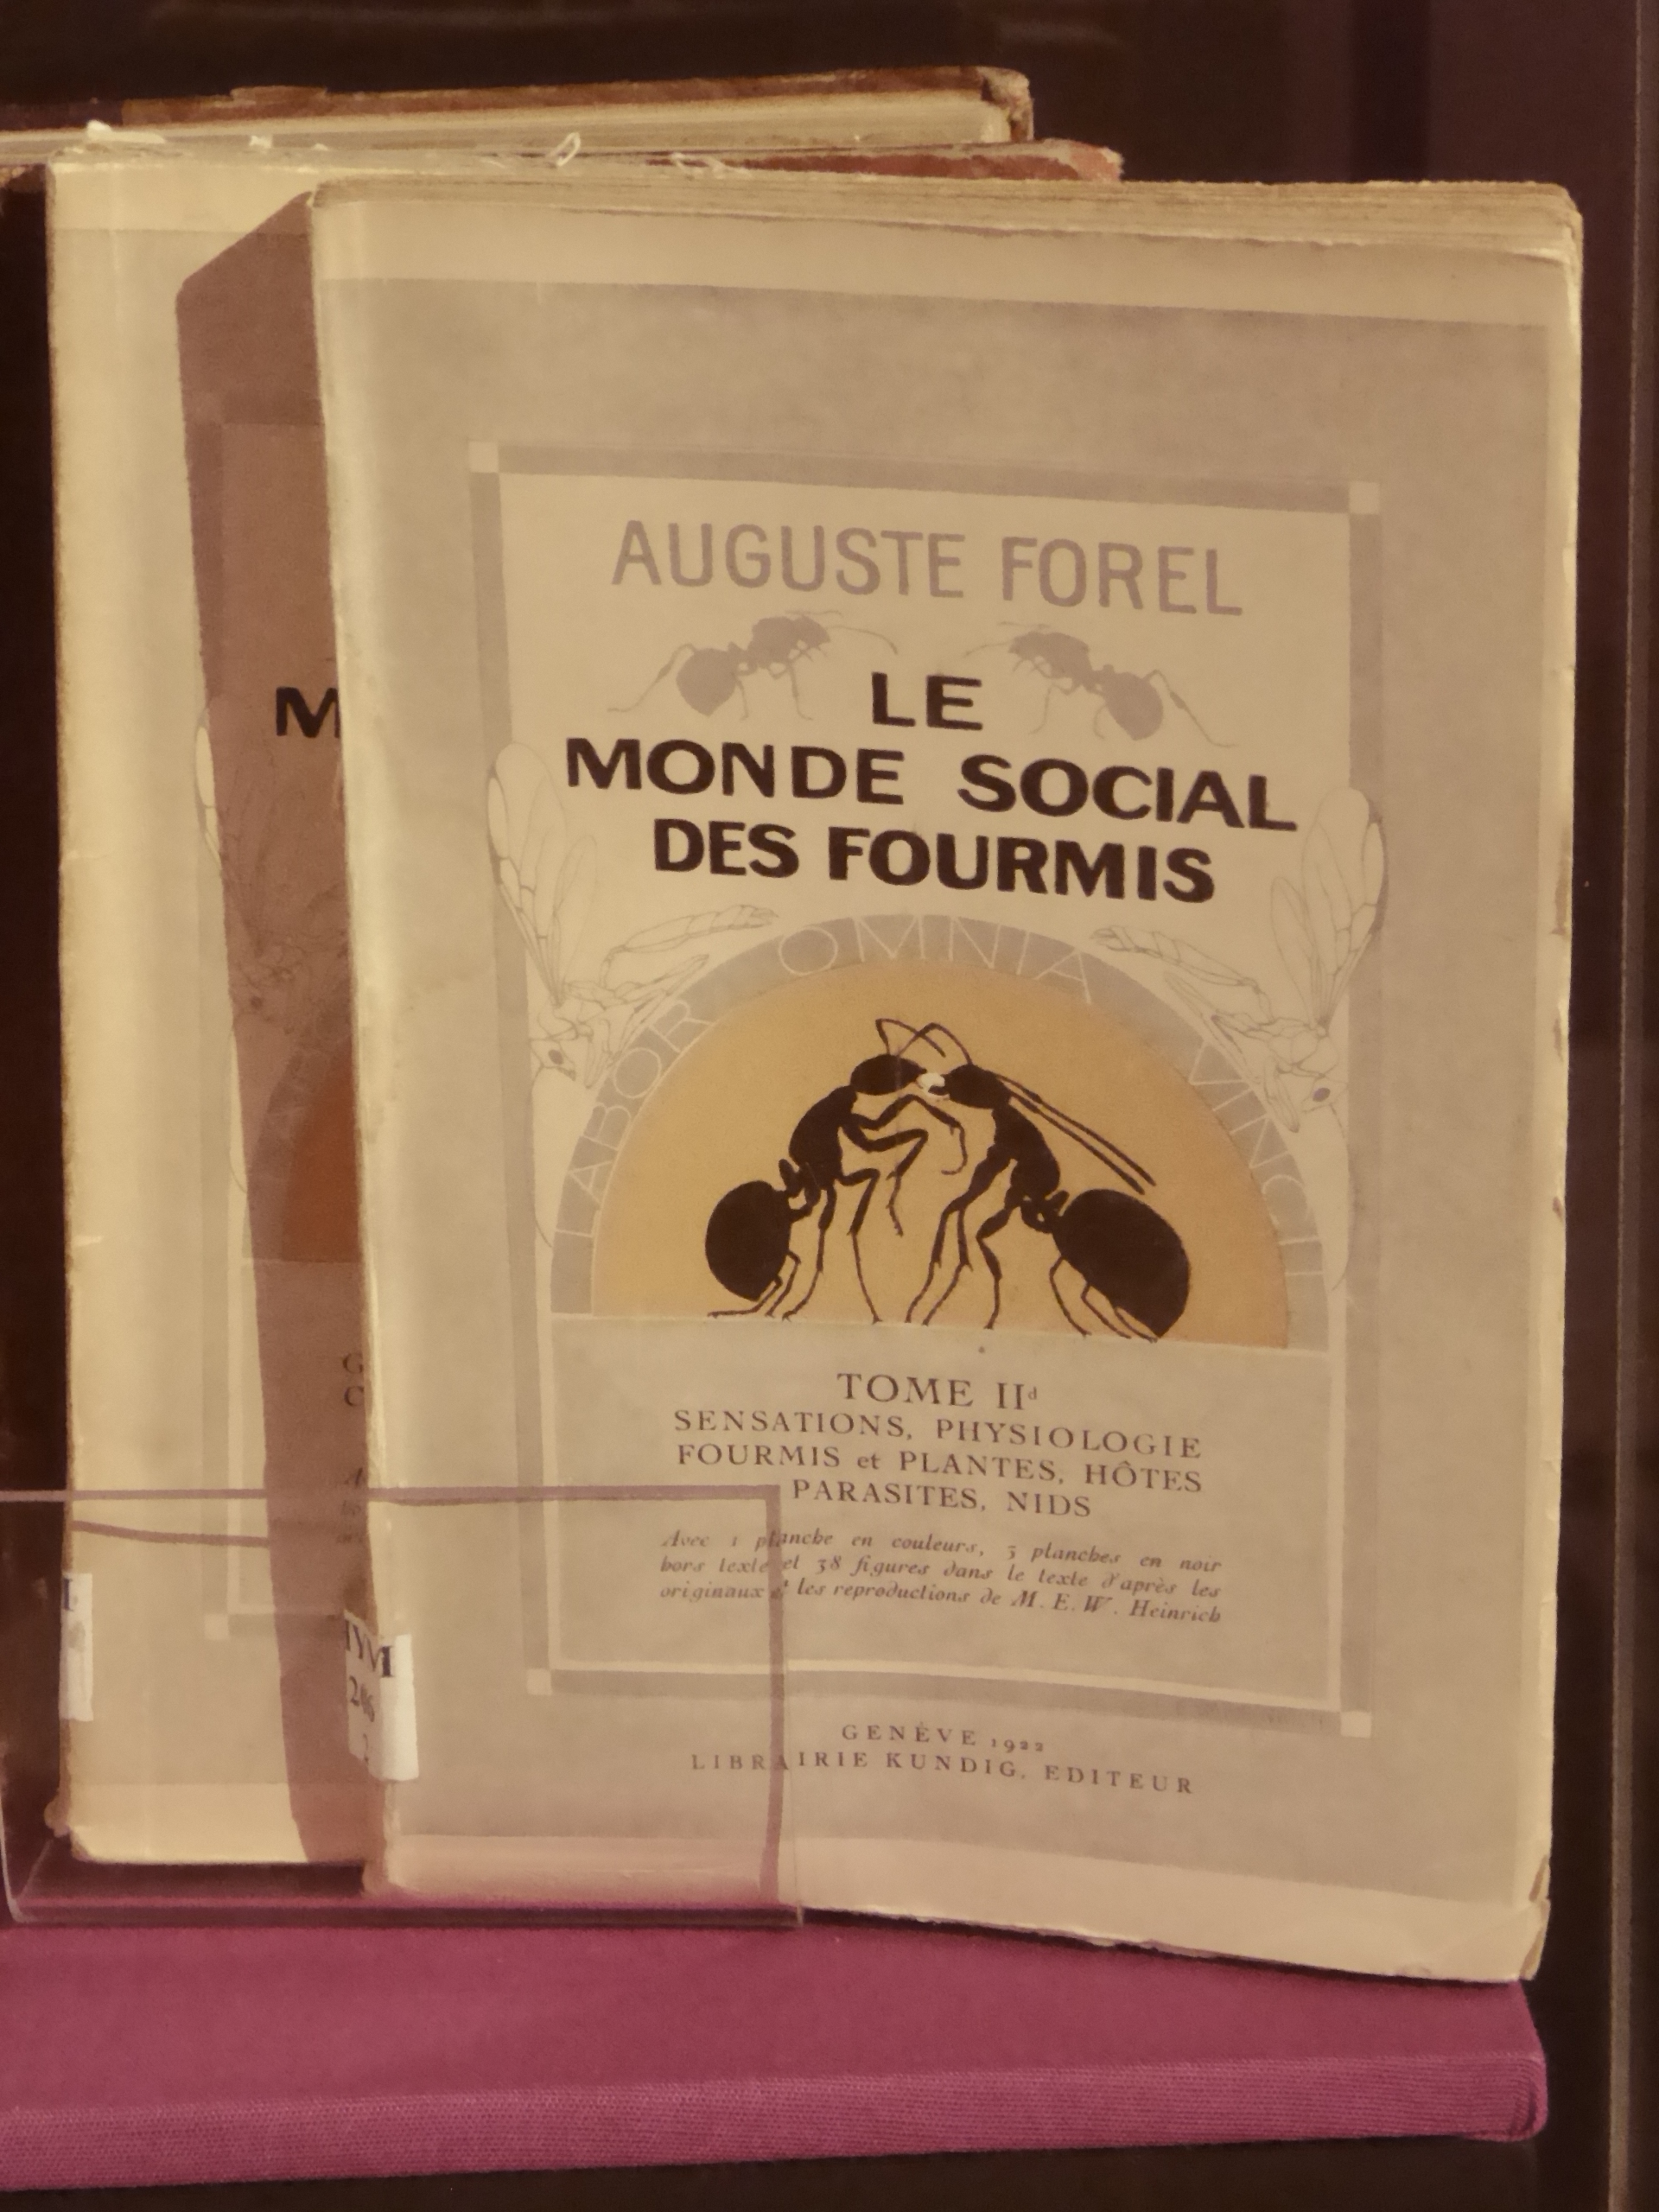 AUGUSTE FOREL
LE
MONDE SOCIAL
DES FOURMIS
LABOR OMNIA VINCIT
TOME IIᵈ
SENSATIONS, PHYSIOLOGIE
FOURMIS et PLANTES, HÔTES
PARASITES, NIDS
Avec 1 planche en couleurs, 3 planches en noir
hors texte et 38 figures dans le texte d'après les
originaux et les reproductions de M. E. W. Heinrich
GENÈVE 1922
LIBRAIRIE KUNDIG, EDITEUR
M
G
C
HYM